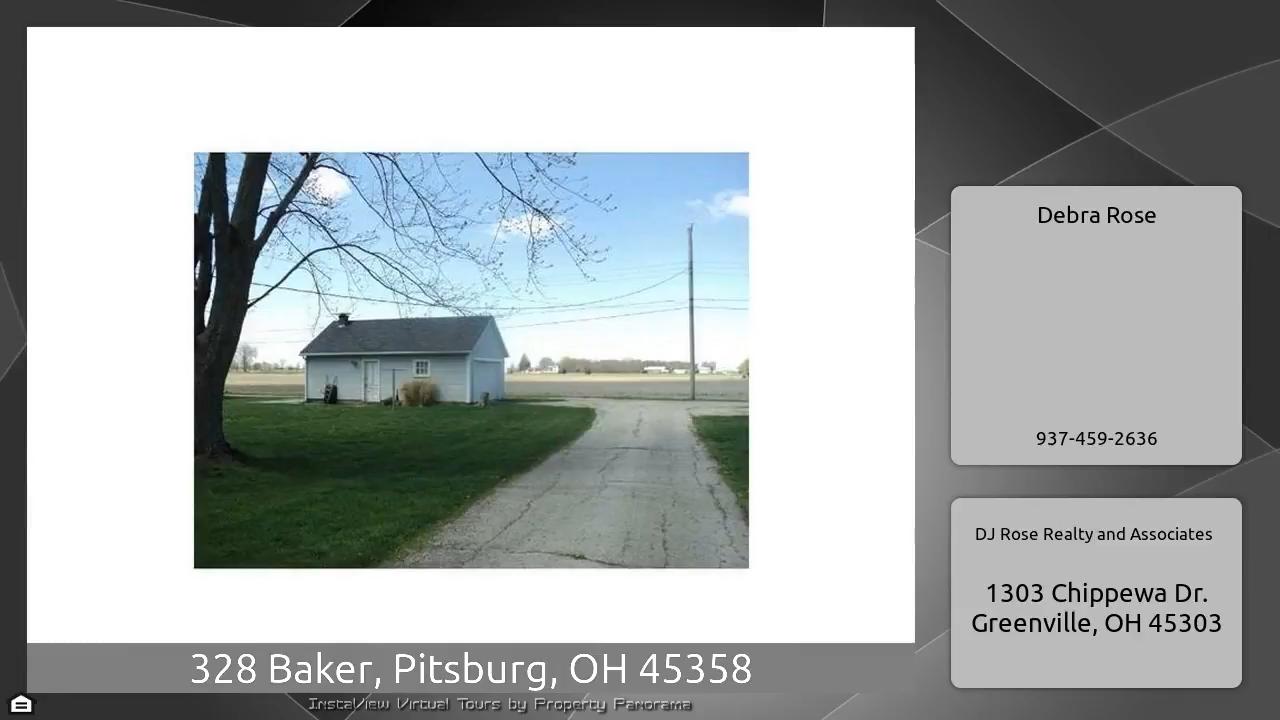 Debra Rose
937-459-2636
DJ Rose Realty and Associates
1303 Chippewa Dr.
Greenville, OH 45303
328 Baker, Pitsburg, OH 45358
InstaView Virtual Tours by Property Panorama